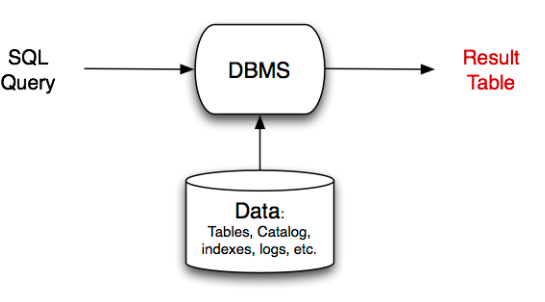 SQL
Query
DBMS
Result
Table
Data:
Tables, Catalog,
indexes, logs, etc.